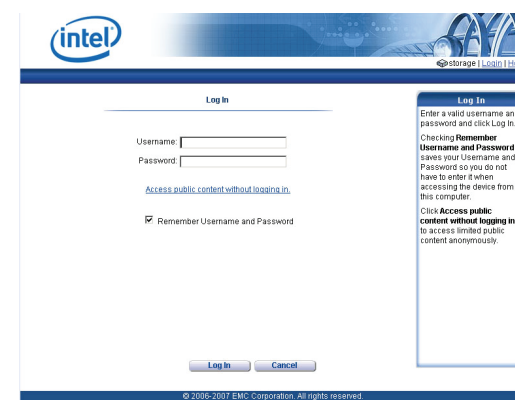 intel
storage | Login | H
Log In
Username:
Password:
Access public content without logging in.
Remember Username and Password
Log In
Cancel
Log In
Enter a valid username an
password and click Log In.
Checking Remember
Username and Password
saves your Username and
Password so you do not
have to enter it when
accessing the device from
this computer.
Click Access public
content without logging in
to access limited public
content anonymously.
© 2006-2007 EMC Corporation. All rights reserved.